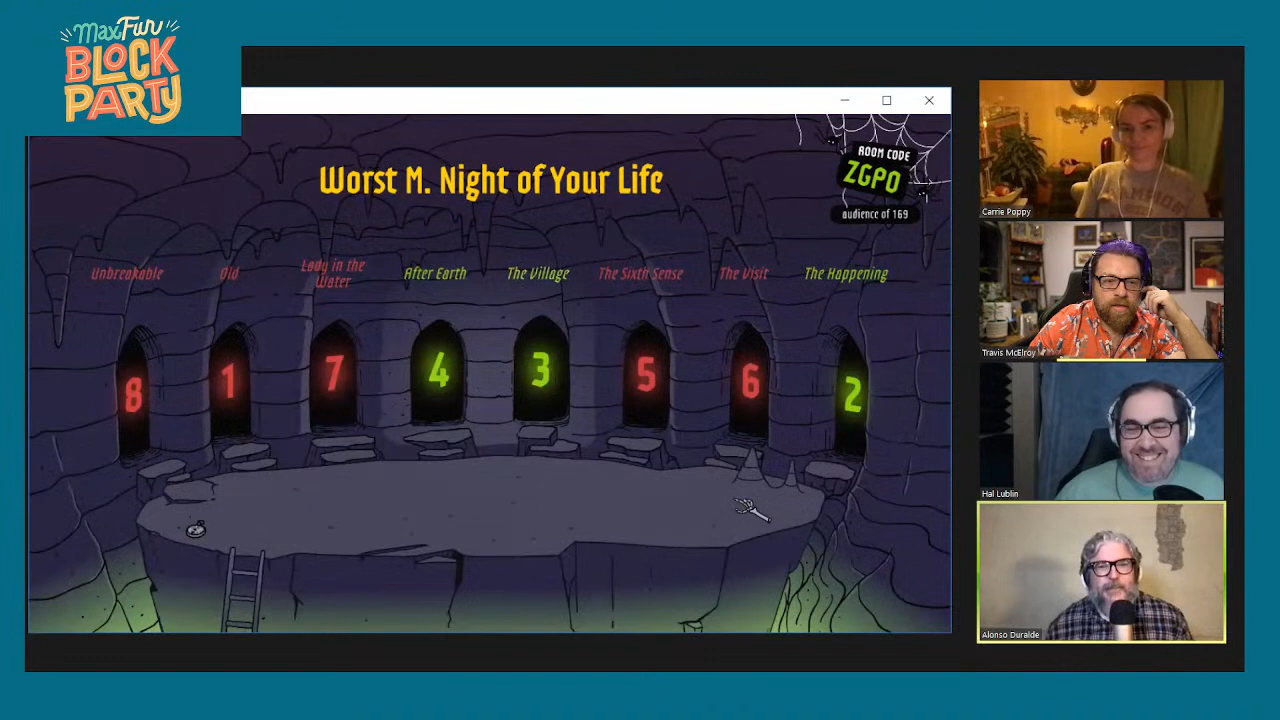 MaxFun
BLOCK
PARTY
Worst M. Night of Your Life
ROOM CODE
ZGPO
audience of 169
Unbreakable
Old
Lady in the
Water
After Earth
The Village
The Sixth Sense
The Visit
The Happening
8
1
7
4
3
5
6
2
Carrie Poppy
Travis McElroy
Hal Lublin
Alonso Duralde